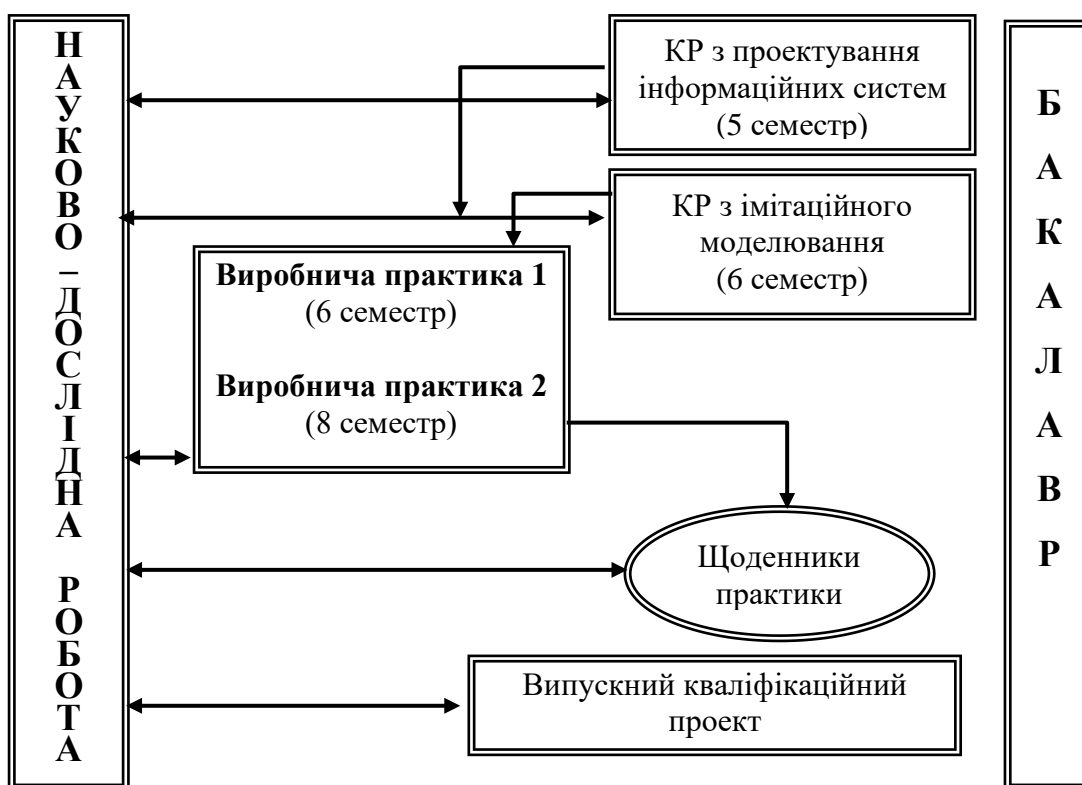 НАУКОВО–ДОСЛІДНА РОБОТА
КР з проектування
інформаційних систем
(5 семестр)
КР з імітаційного
моделювання
(6 семестр)
Виробнича практика 1
(6 семестр)
Виробнича практика 2
(8 семестр)
Щоденники
практики
Випускний кваліфікаційний
проект
БАКАЛАВР